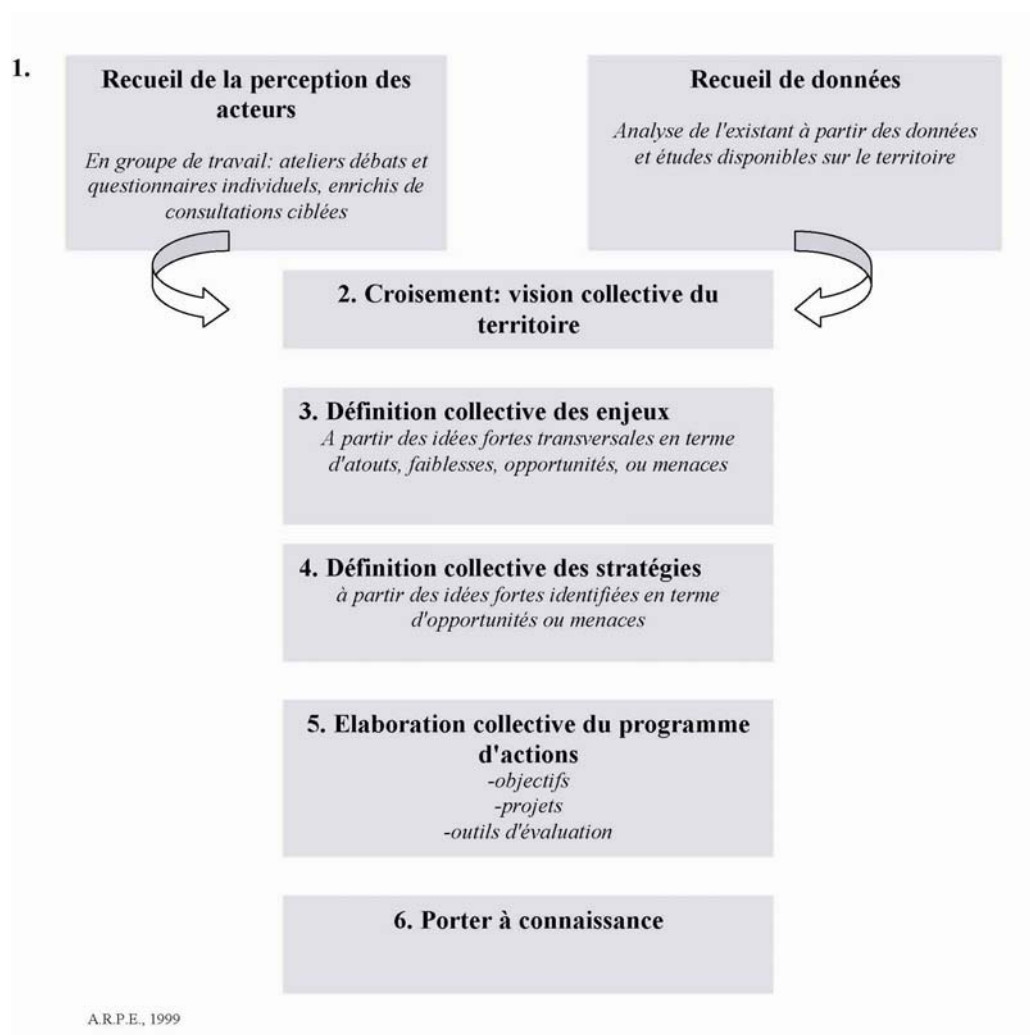 1.
Recueil de la perception des
acteurs
En groupe de travail: ateliers débats et
questionnaires individuels, enrichis de
consultations ciblées
Recueil de données
Analyse de l'existant à partir des données
et études disponibles sur le territoire
2. Croisement: vision collective du
territoire
3. Définition collective des enjeux
A partir des idées fortes transversales en terme
d'atouts, faiblesses, opportunités, ou menaces
4. Définition collective des stratégies
à partir des idées fortes identifiées en terme
d'opportunités ou menaces
5. Elaboration collective du programme
d'actions
-objectifs
-projets
-outils d'évaluation
6. Porter à connaissance
A.R.P.E., 1999